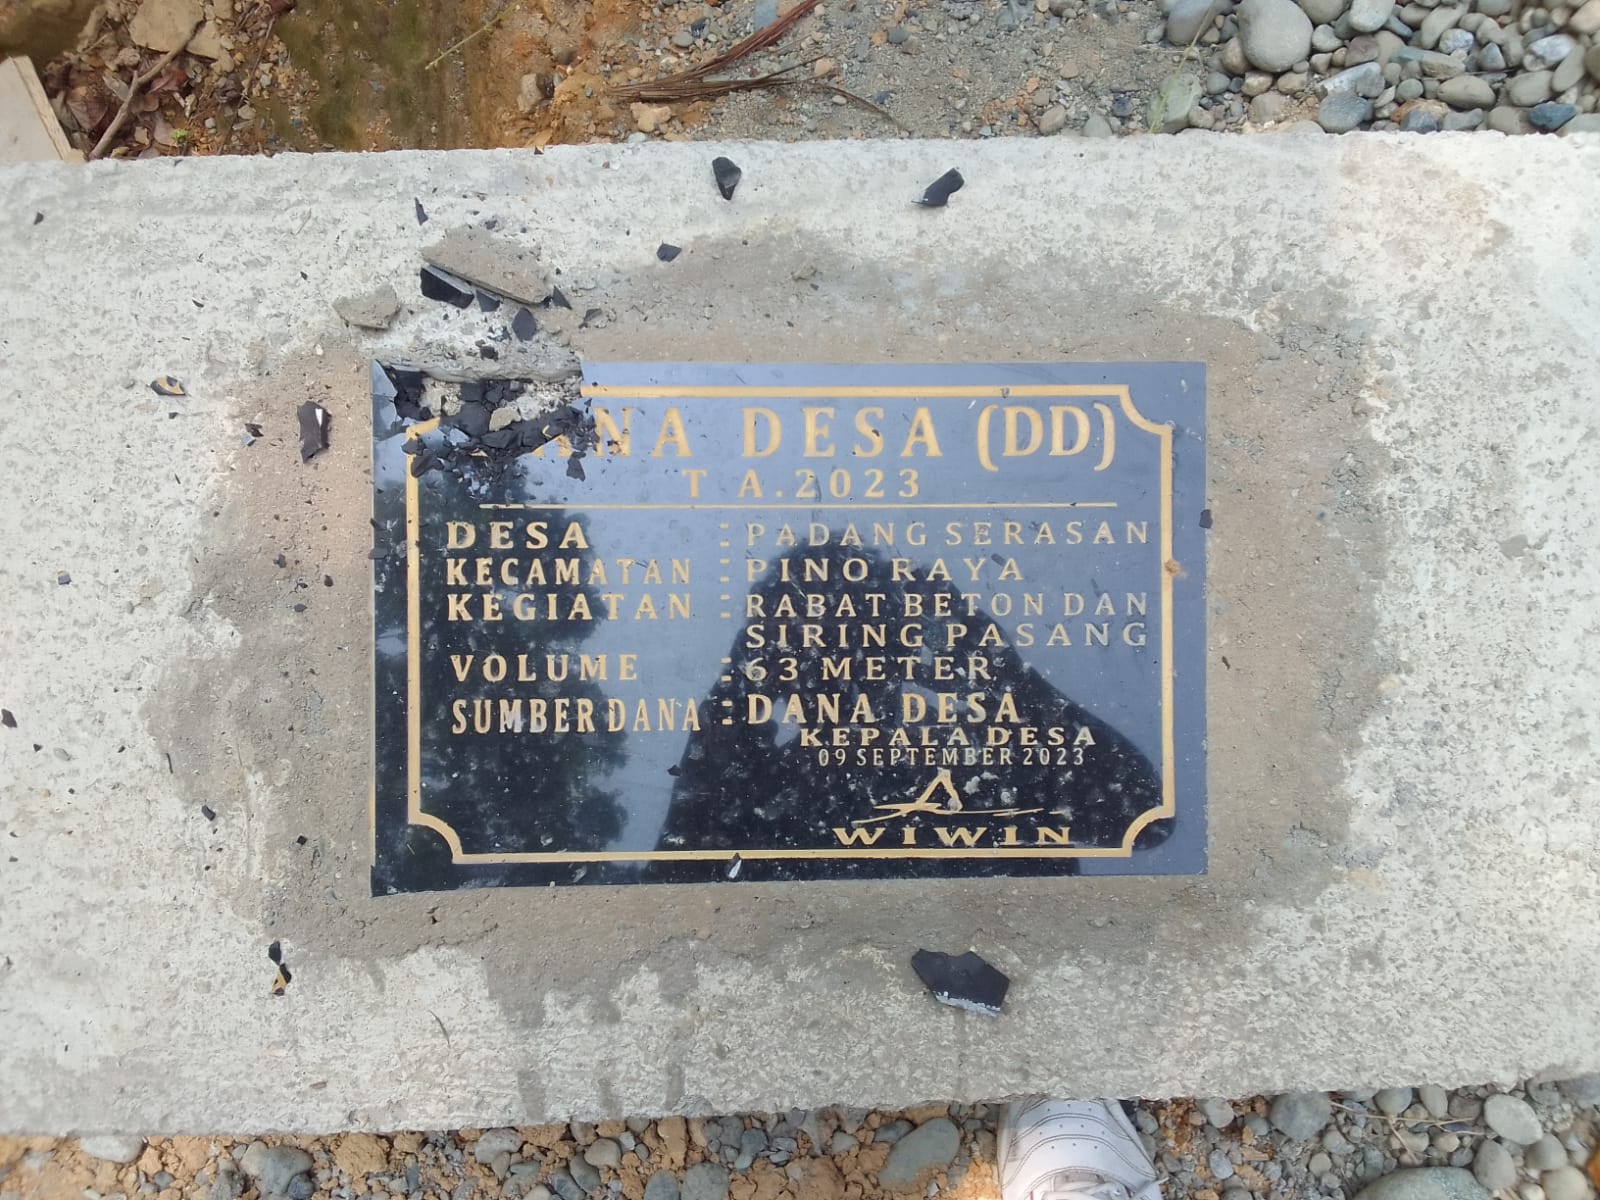 ANA DESA (DD)
T A.2023
DESA : PADANG SERASAN
KECAMATAN : PINO RAYA
KEGIATAN : RABAT BETON DAN
SIRING PASANG
VOLUME : 63 METER
SUMBER DANA : DANA DESA
KEPALA DESA
09 SEPTEMBER 2023
WIWIN